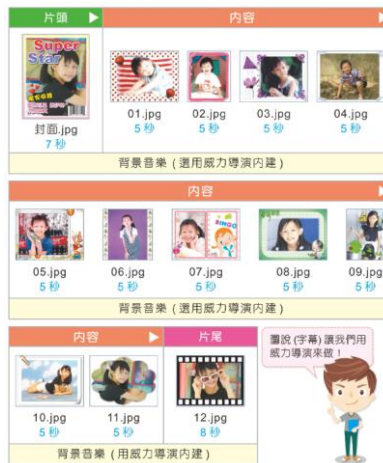 片頭 內容
Super Star
封面.jpg 01.jpg 02.jpg 03.jpg 04.jpg
7 秒 5 秒 5 秒 5 秒 5 秒
背景音樂 (選用威力導演內建)
內容
BINGO
05.jpg 06.jpg 07.jpg 08.jpg 09.jpg
5 秒 5 秒 5 秒 5 秒 5 秒
背景音樂 (選用威力導演內建)
內容 片尾
10.jpg 11.jpg 12.jpg
5 秒 5 秒 8 秒
背景音樂 (用威力導演內建)
圖說 (字幕) 讓我們用
威力導演來做！